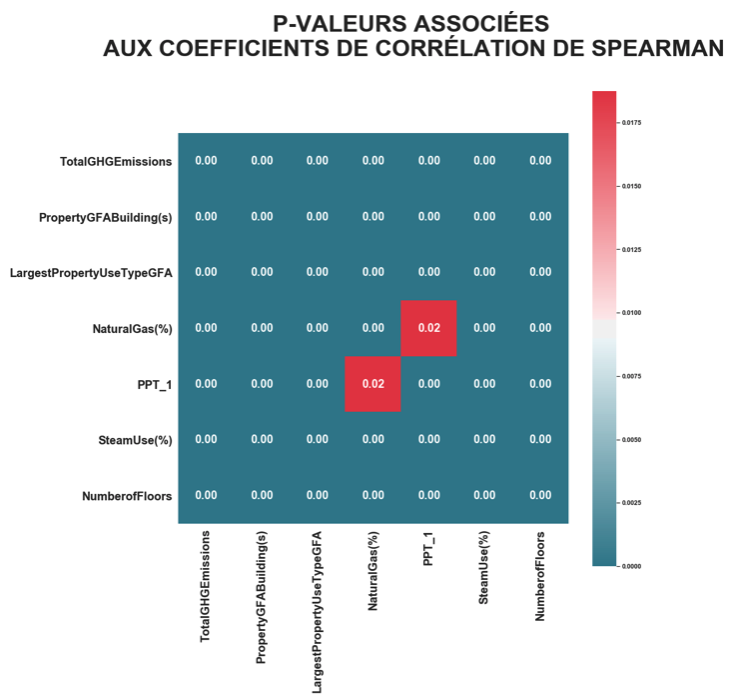 P-VALEURS ASSOCIÉES
AUX COEFFICIENTS DE CORRÉLATION DE SPEARMAN
TotalGHGEmissions 0.00 0.00 0.00 0.00 0.00 0.00 0.00
PropertyGFABuilding(s) 0.00 0.00 0.00 0.00 0.00 0.00 0.00
LargestPropertyUseTypeGFA 0.00 0.00 0.00 0.00 0.00 0.00 0.00
NaturalGas(%) 0.00 0.00 0.00 0.00 0.02 0.00 0.00
PPT_1 0.00 0.00 0.00 0.02 0.00 0.00 0.00
SteamUse(%) 0.00 0.00 0.00 0.00 0.00 0.00 0.00
NumberofFloors 0.00 0.00 0.00 0.00 0.00 0.00 0.00
TotalGHGEmissions
PropertyGFABuilding(s)
LargestPropertyUseTypeGFA
NaturalGas(%)
PPT_1
SteamUse(%)
NumberofFloors
0.0175
0.0150
0.0125
0.0100
0.0075
0.0050
0.0025
0.0000